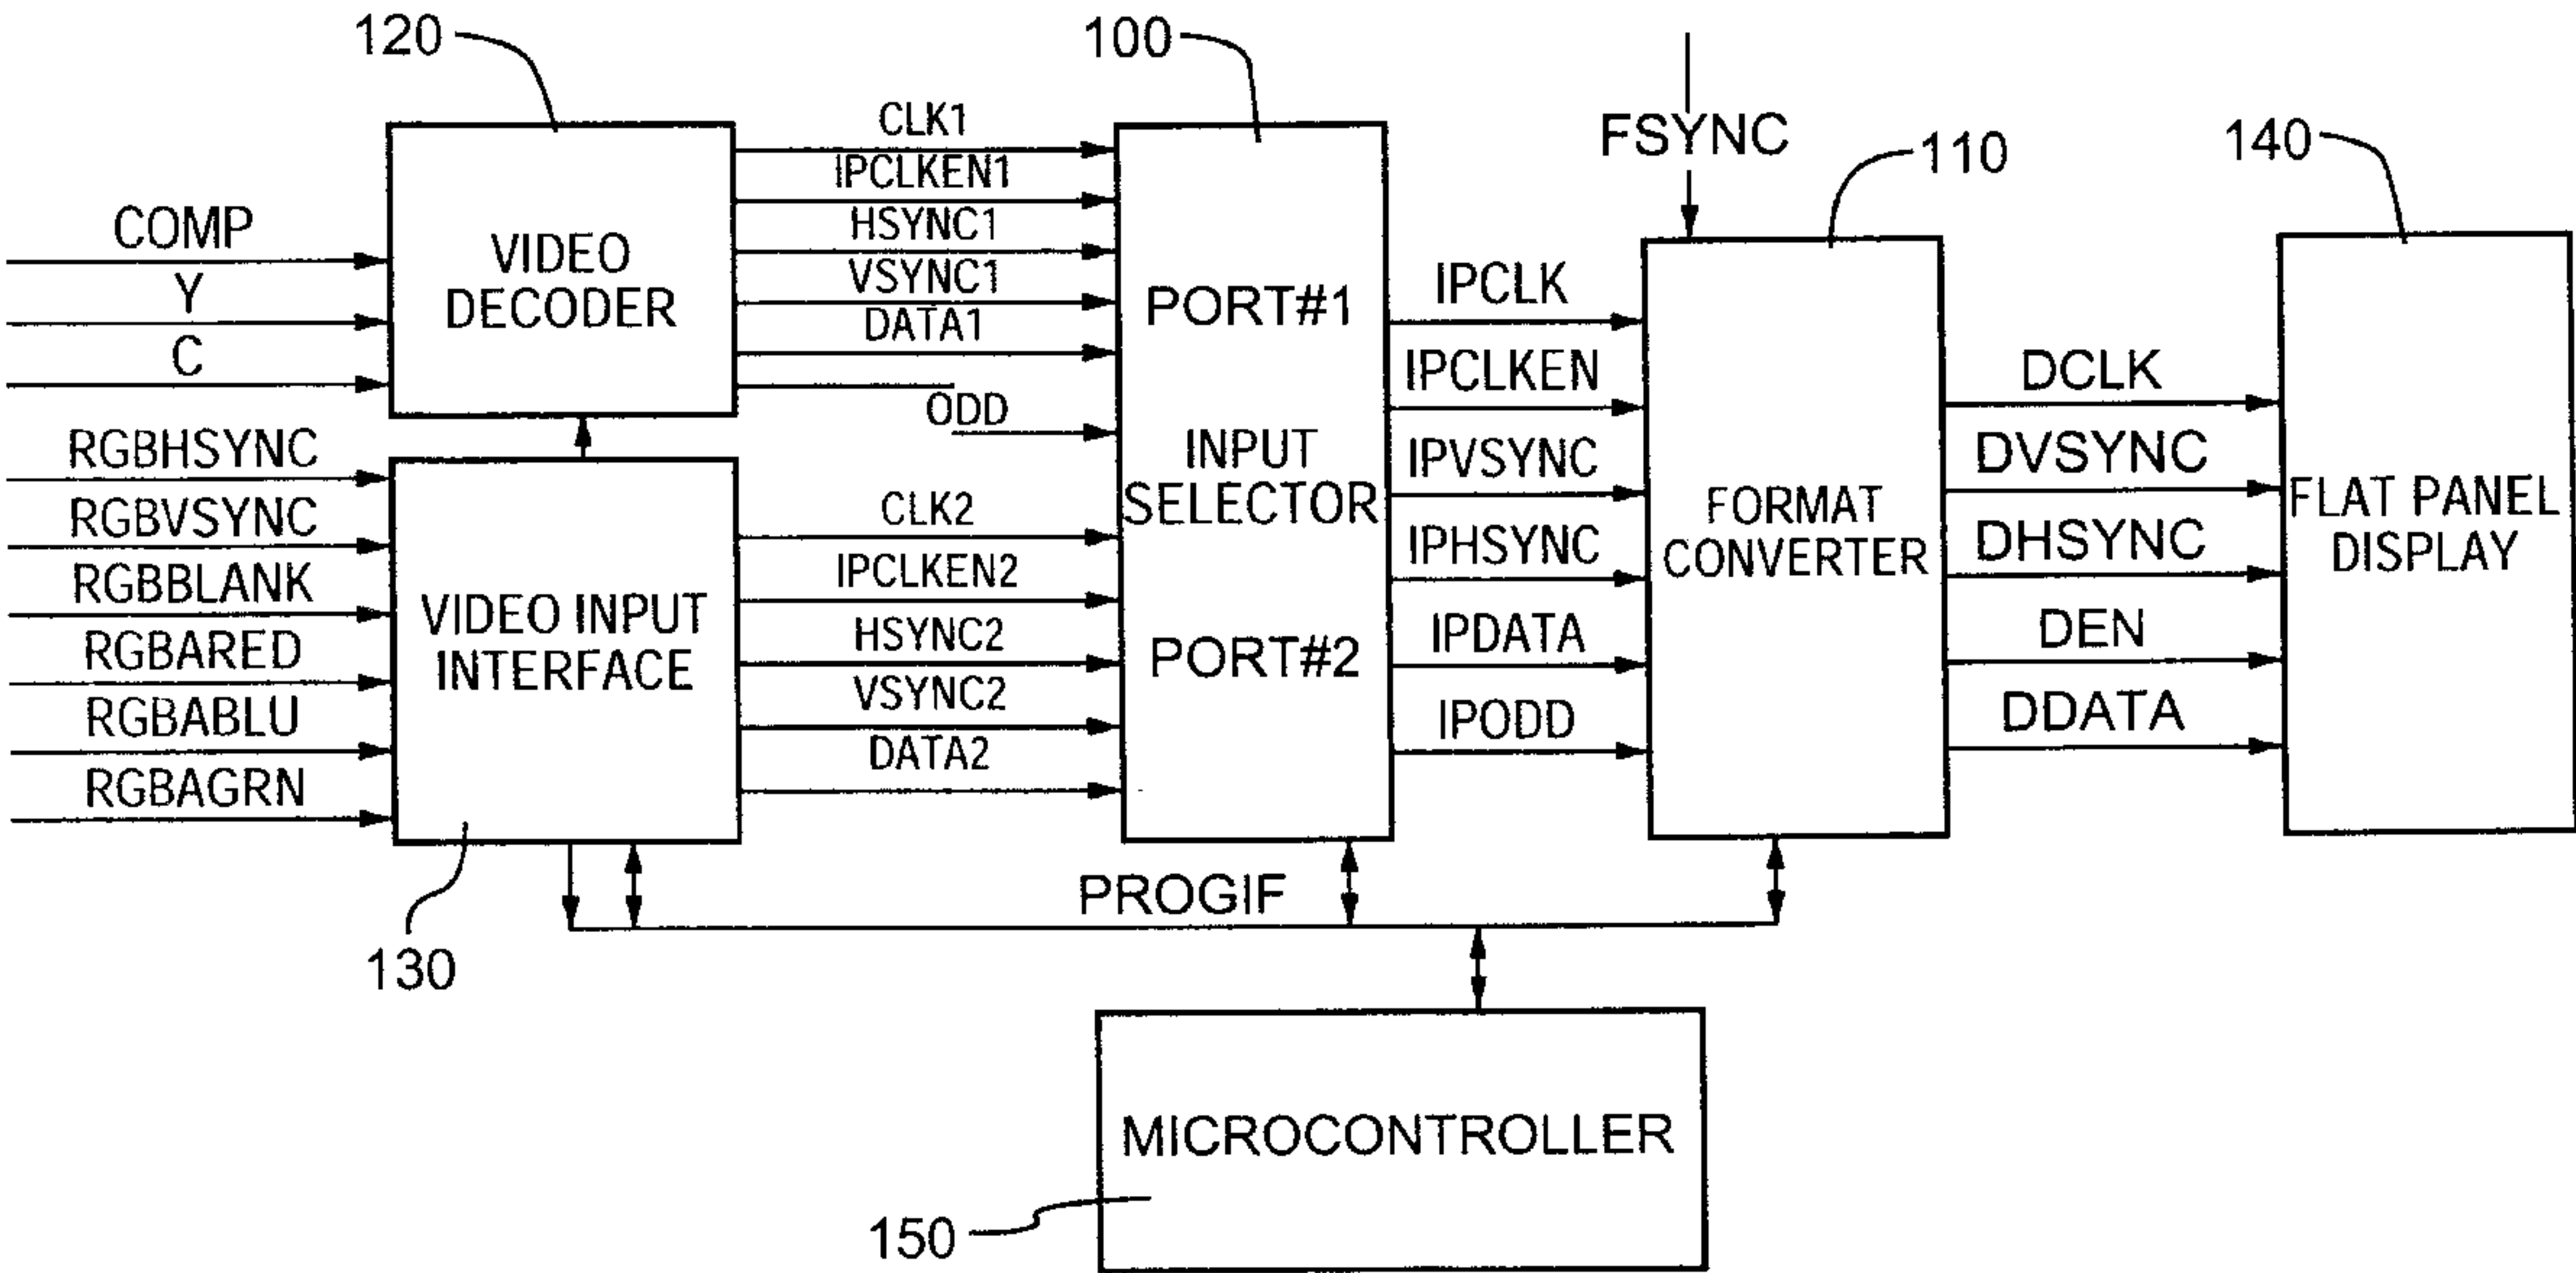 120
100
FSYNC
110
140
COMP
Y
C
VIDEO
DECODER
CLK1
IPCLKEN1
HSYNC1
VSYNC1
DATA1
ODD
RGBHSYNC
RGBVSYNC
RGBBLANK
RGBARED
RGBABLU
RGBAGRN
VIDEO INPUT
INTERFACE
130
CLK2
IPCLKEN2
HSYNC2
VSYNC2
DATA2
PORT#1
INPUT
SELECTOR
PORT#2
IPCLK
IPCLKEN
IPVSYNC
IPHSYNC
IPDATA
IPODD
FORMAT
CONVERTER
DCLK
DVSYNC
DHSYNC
DEN
DDATA
FLAT PANEL
DISPLAY
PROGIF
MICROCONTROLLER
150